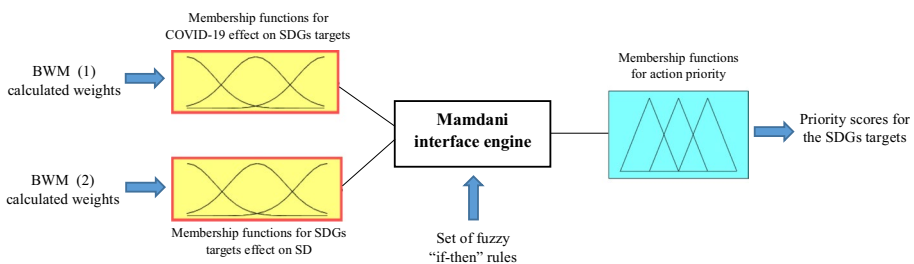 Membership functions for
COVID-19 effect on SDGs targets
BWM (1)
calculated weights
BWM (2)
calculated weights
Membership functions for SDGs
targets effect on SD
Mamdani
interface engine
Set of fuzzy
“if-then” rules
Membership functions
for action priority
Priority scores for
the SDGs targets